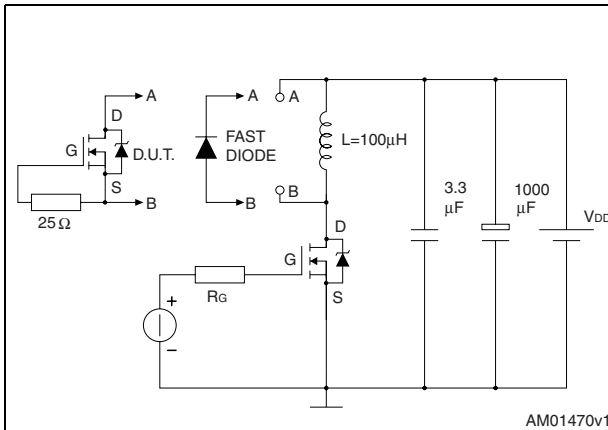 A
A
A
D
G
D.U.T.
FAST
DIODE
L=100µH
S
B
B
B
25 Ω
3.3
µF
1000
µF
VDD
D
G
RG
S
+
–
AM01470v1